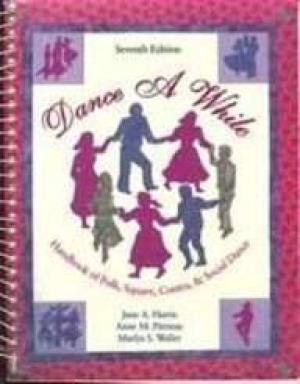 Seventh Edition
Dance A While
Handbook of Folk, Square, Contra, & Social Dance
Jane A. Harris
Anne M. Pittman
Marlys S. Waller